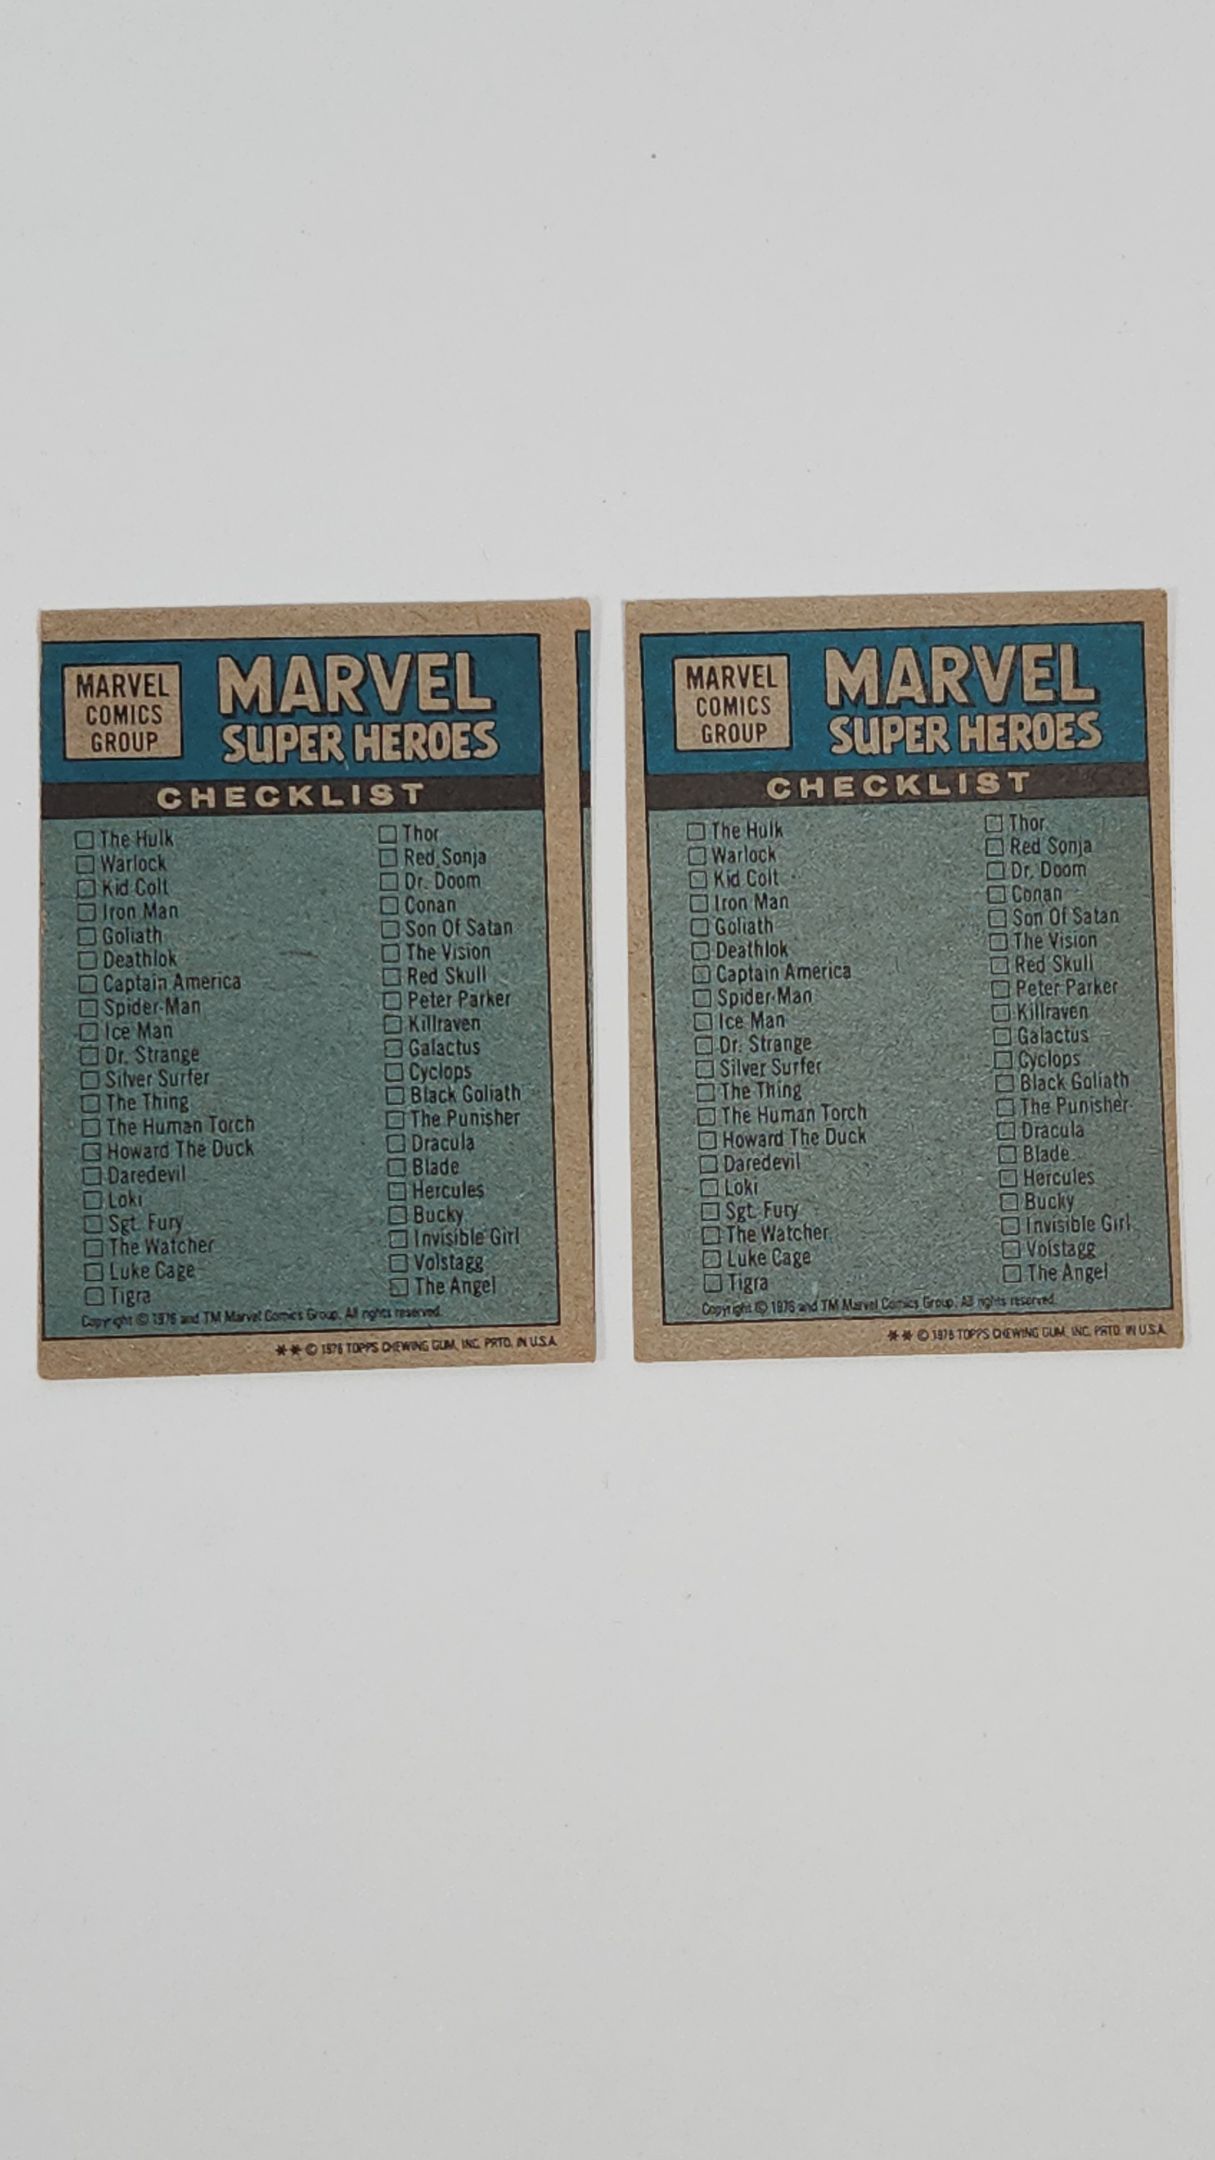 MARVEL
COMICS
GROUP
MARVEL
SUPER HEROES
CHECKLIST
The Hulk
Warlock
Kid Colt
Iron Man
Goliath
Deathlok
Captain America
Spider-Man
Ice Man
Dr. Strange
Silver Surfer
The Thing
The Human Torch
Howard The Duck
Daredevil
Loki
Sgt. Fury
The Watcher
Luke Cage
Tigra
Thor
Red Sonja
Dr. Doom
Conan
Son Of Satan
The Vision
Red Skull
Peter Parker
Killraven
Galactus
Cyclops
Black Goliath
The Punisher
Dracula
Blade
Hercules
Bucky
Invisible Girl
Volstagg
The Angel
Copyright © 1976 and TM Marvel Comics Group. All rights reserved.
** © 1976 TOPPS CHEWING GUM, INC. PRTD. IN U.S.A.
MARVEL
COMICS
GROUP
MARVEL
SUPER HEROES
CHECKLIST
The Hulk
Warlock
Kid Colt
Iron Man
Goliath
Deathlok
Captain America
Spider-Man
Ice Man
Dr. Strange
Silver Surfer
The Thing
The Human Torch
Howard The Duck
Daredevil
Loki
Sgt. Fury
The Watcher
Luke Cage
Tigra
Thor
Red Sonja
Dr. Doom
Conan
Son Of Satan
The Vision
Red Skull
Peter Parker
Killraven
Galactus
Cyclops
Black Goliath
The Punisher
Dracula
Blade
Hercules
Bucky
Invisible Girl
Volstagg
The Angel
Copyright © 1976 and TM Marvel Comics Group. All rights reserved.
** © 1976 TOPPS CHEWING GUM, INC. PRTD. IN U.S.A.